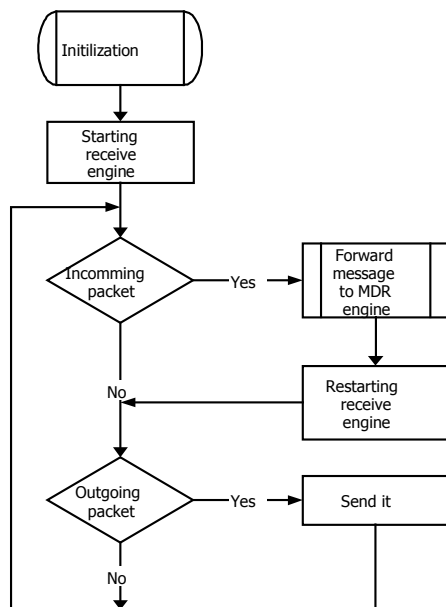 Initilization
Starting
receive
engine
Incomming
packet
Yes
Forward
message
to MDR
engine
No
Restarting
receive
engine
Outgoing
packet
Yes
Send it
No